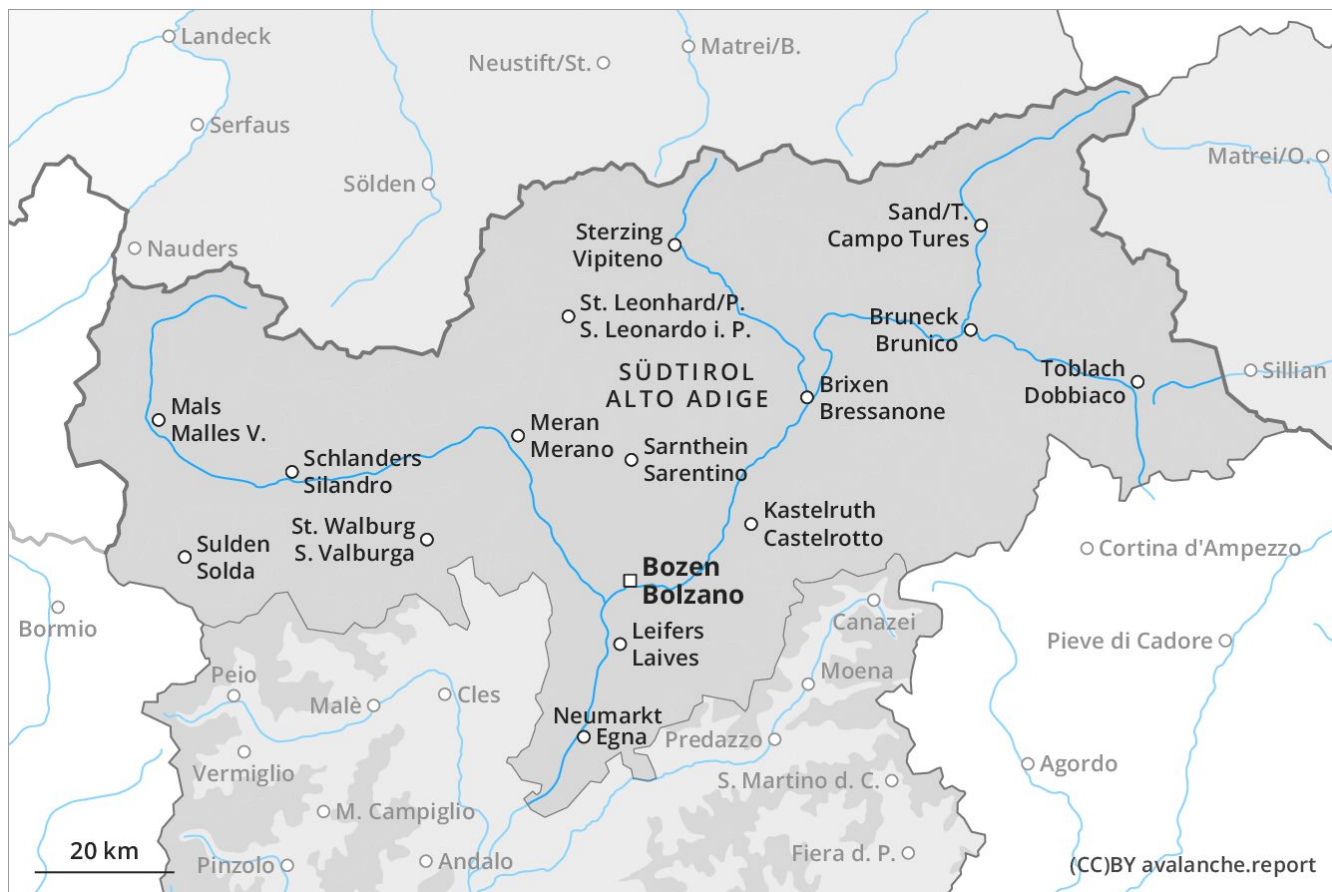 Landeck
Matrei/B.
Neustift/St.
Serfaus
Matrei/O.
Sölden
Sand/T.
Campo Tures
Sterzing
Vipiteno
Nauders
St. Leonhard/P.
S. Leonardo i. P.
Bruneck
Brunico
SÜDTIROL
ALTO ADIGE
Toblach
Dobbiaco
Sillian
Brixen
Bressanone
Mals
Malles V.
Meran
Merano
Sarnthein
Sarentino
Schlanders
Silandro
Kastelruth
Castelrotto
St. Walburg
S. Valburga
Sulden
Solda
Cortina d'Ampezzo
Bozen
Bolzano
Bormio
Canazei
Leifers
Laives
Pieve di Cadore
Peio
Moena
Malè
Cles
Neumarkt
Egna
Predazzo
Vermiglio
Agordo
S. Martino d. C.
M. Campiglio
20 km
Pinzolo
Andalo
Fiera d. P.
(CC)BY avalanche.report